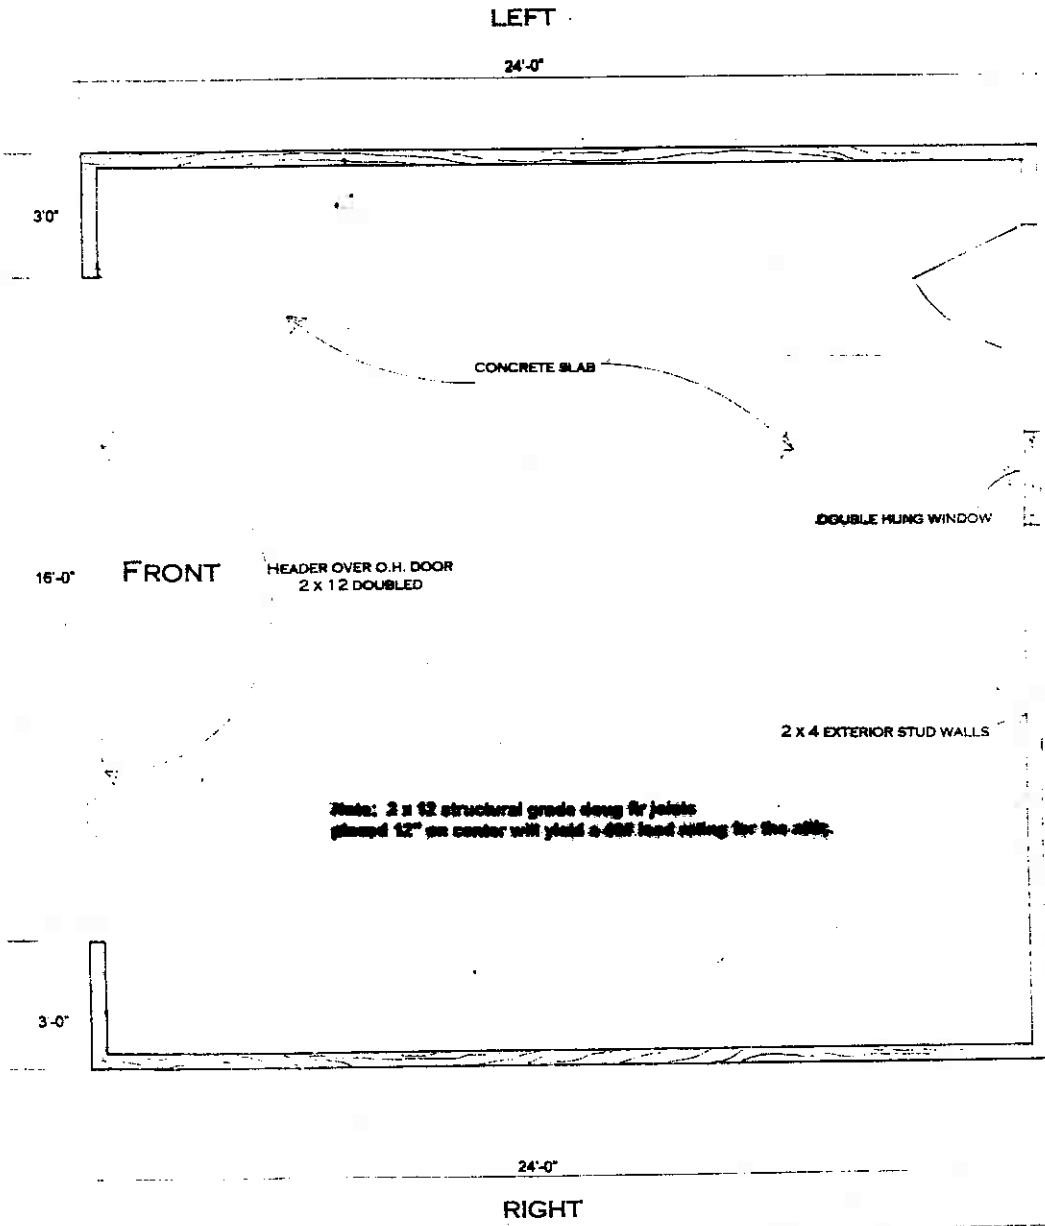 LEFT
24'-0"
3'0"
CONCRETE SLAB
DOUBLE HUNG WINDOW
16'-0"
FRONT
HEADER OVER O.H. DOOR
2 X 12 DOUBLED
2 X 4 EXTERIOR STUD WALLS
Note: 2 x 12 structural grade doug fir joists
placed 12" on center will yield a load rating for the attic.
3'-0"
24'-0"
RIGHT